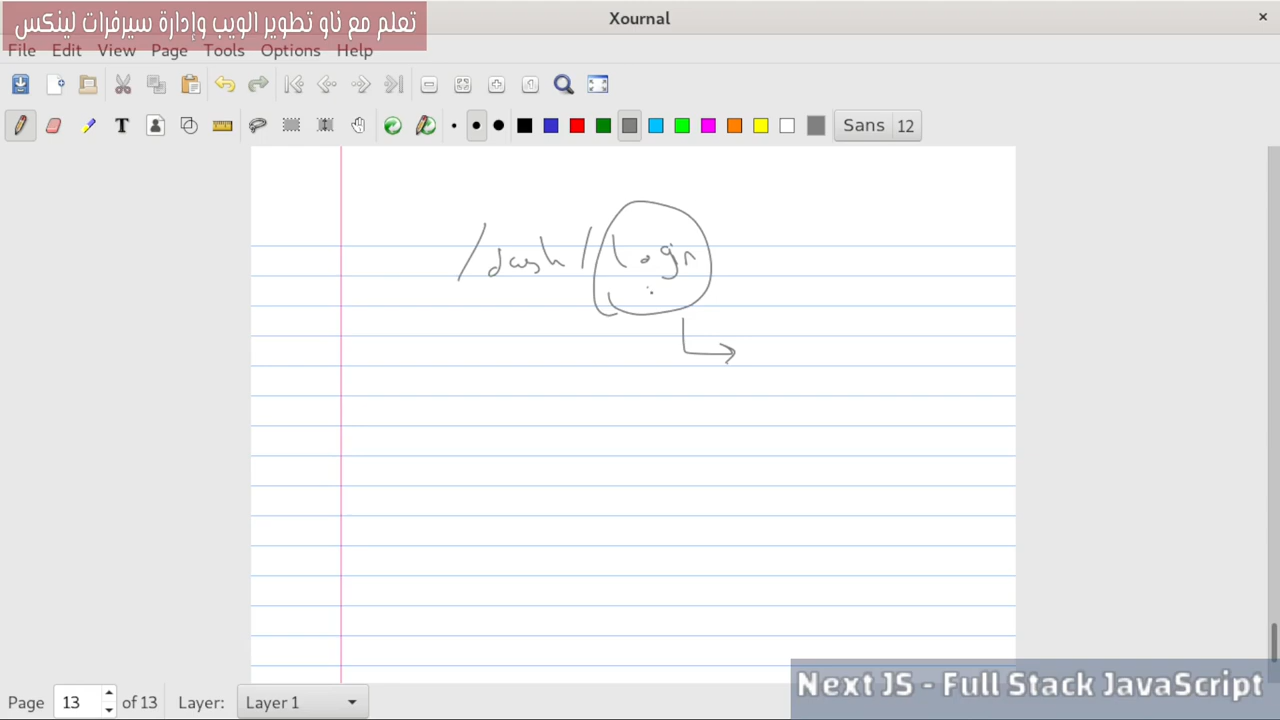 تعلم مع ناو تطوير الويب وإدارة سيرفرات لينكس
Xournal
File Edit View Page Tools Options Help
Sans 12
/dash/login
Page 13 of 13 Layer: Layer 1
Next JS - Full Stack JavaScript